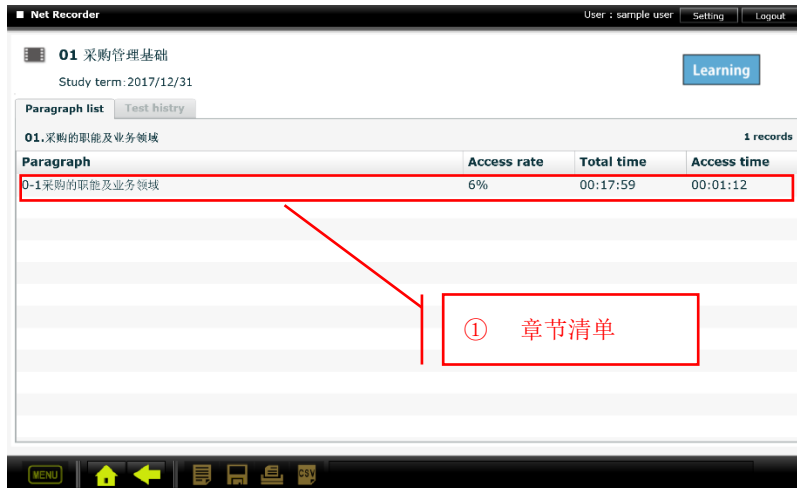 ■ Net Recorder User : sample user Setting Logout
01 采购管理基础
Study term:2017/12/31
Learning
Paragraph list Test histry
01.采购的职能及业务领域 1 records
Paragraph Access rate Total time Access time
0-1采购的职能及业务领域 6% 00:17:59 00:01:12
① 章节清单
MENU CSV